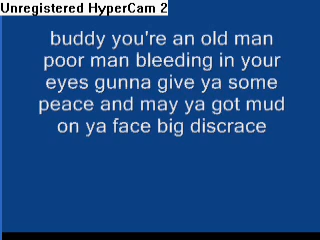 Unregistered HyperCam 2
buddy you're an old man
poor man bleeding in your
eyes gunna give ya some
peace and may ya got mud
on ya face big discrace